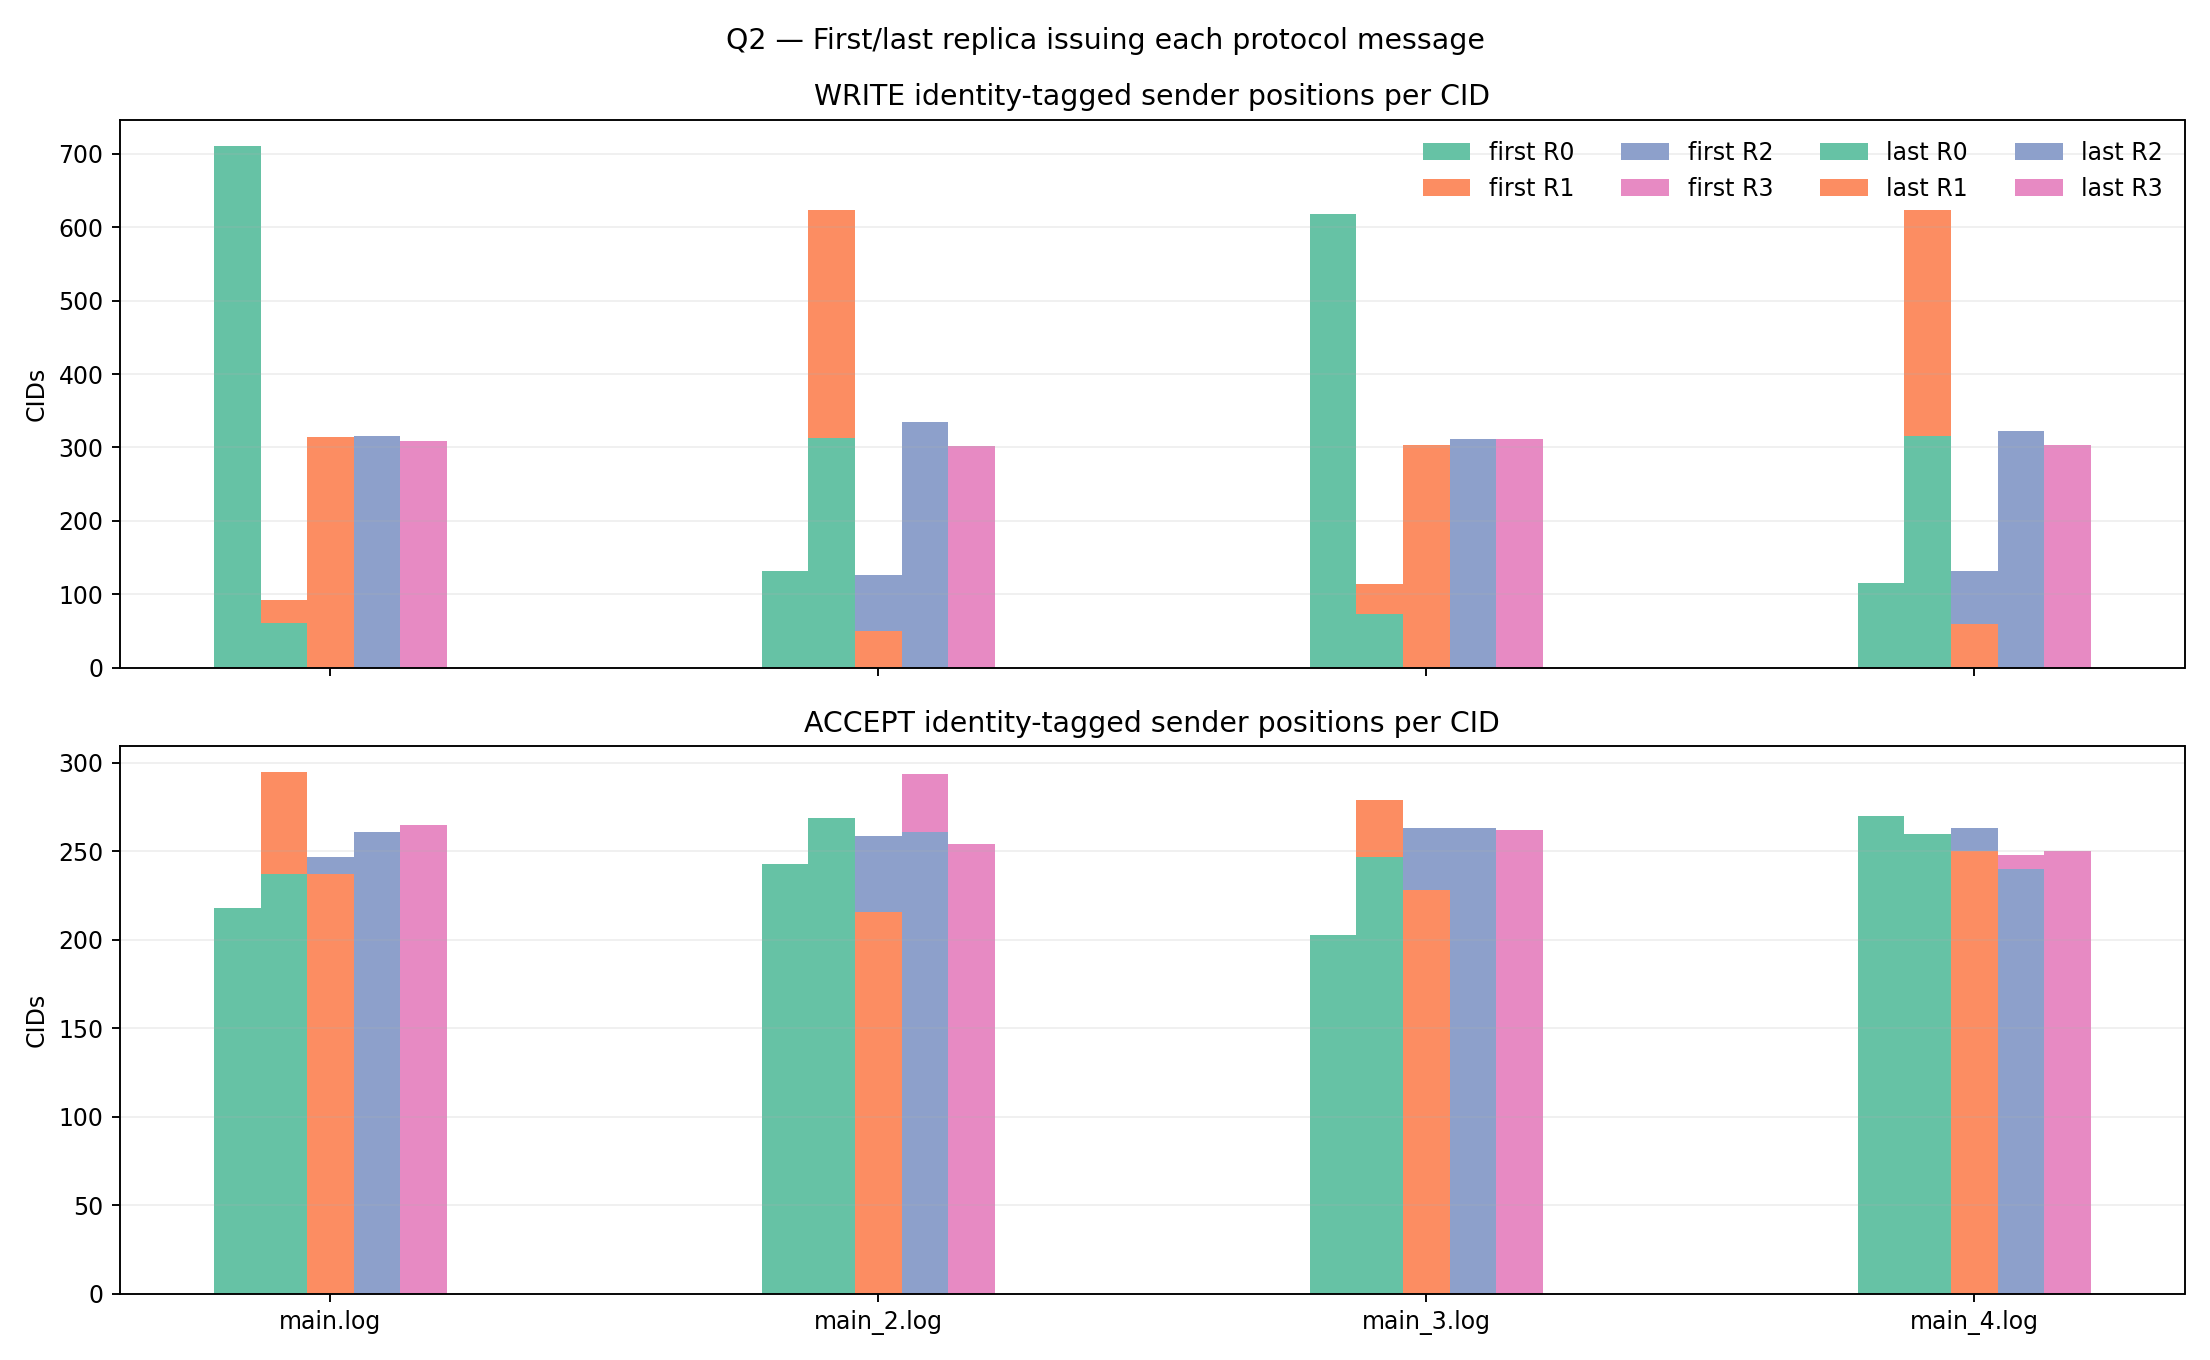 Q2 — First/last replica issuing each protocol message
WRITE identity-tagged sender positions per CID
first R0 first R2 last R0 last R2
first R1 first R3 last R1 last R3
700
600
500
400
300
200
100
0
CIDs
ACCEPT identity-tagged sender positions per CID
300
250
200
150
100
50
0
CIDs
main.log main_2.log main_3.log main_4.log